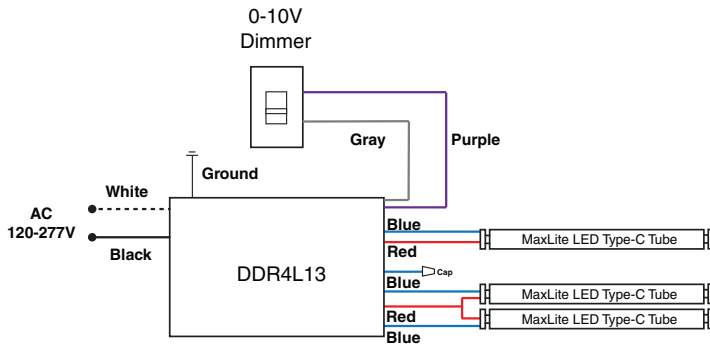 0-10V
Dimmer
Gray
Purple
Ground
White
AC
120-277V
Black
DDR4L13
Blue
Red
MaxLite LED Type-C Tube
Cap
Blue
MaxLite LED Type-C Tube
Red
MaxLite LED Type-C Tube
Blue